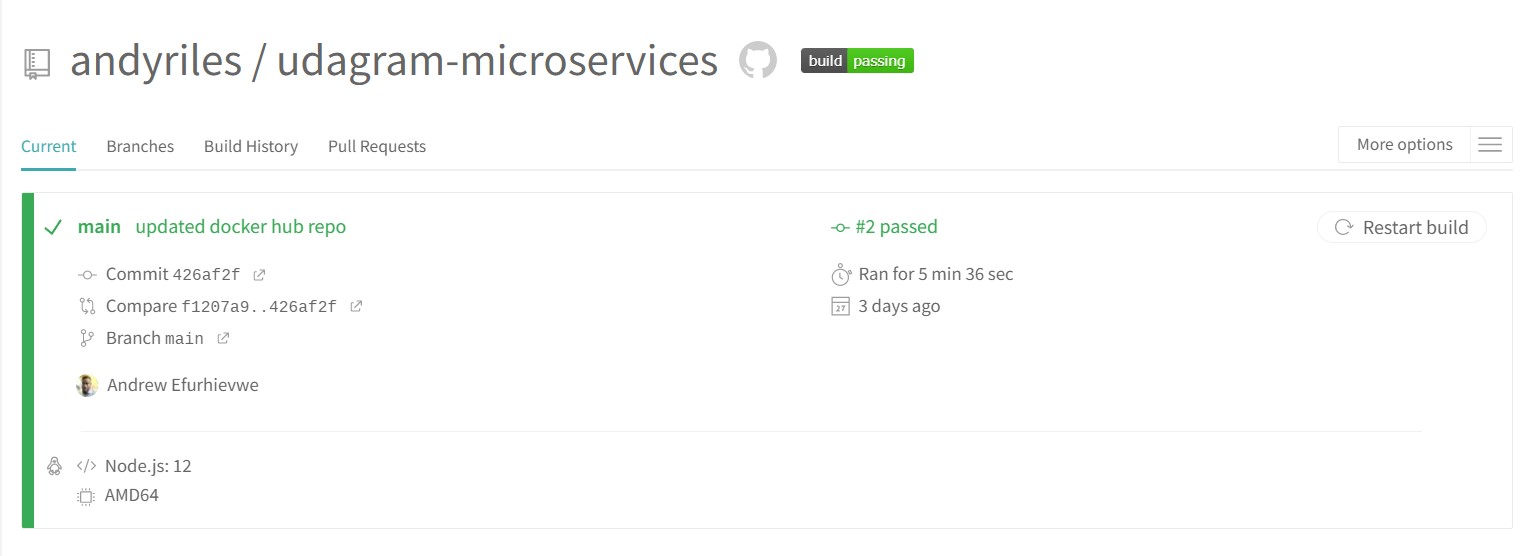 andyriles / udagram-microservices build passing
Current Branches Build History Pull Requests More options
main updated docker hub repo
Commit 426af2f
Compare f1207a9..426af2f
Branch main
Andrew Efurhievwe
#2 passed
Ran for 5 min 36 sec
27 3 days ago
Restart build
</> Node.js: 12
AMD64